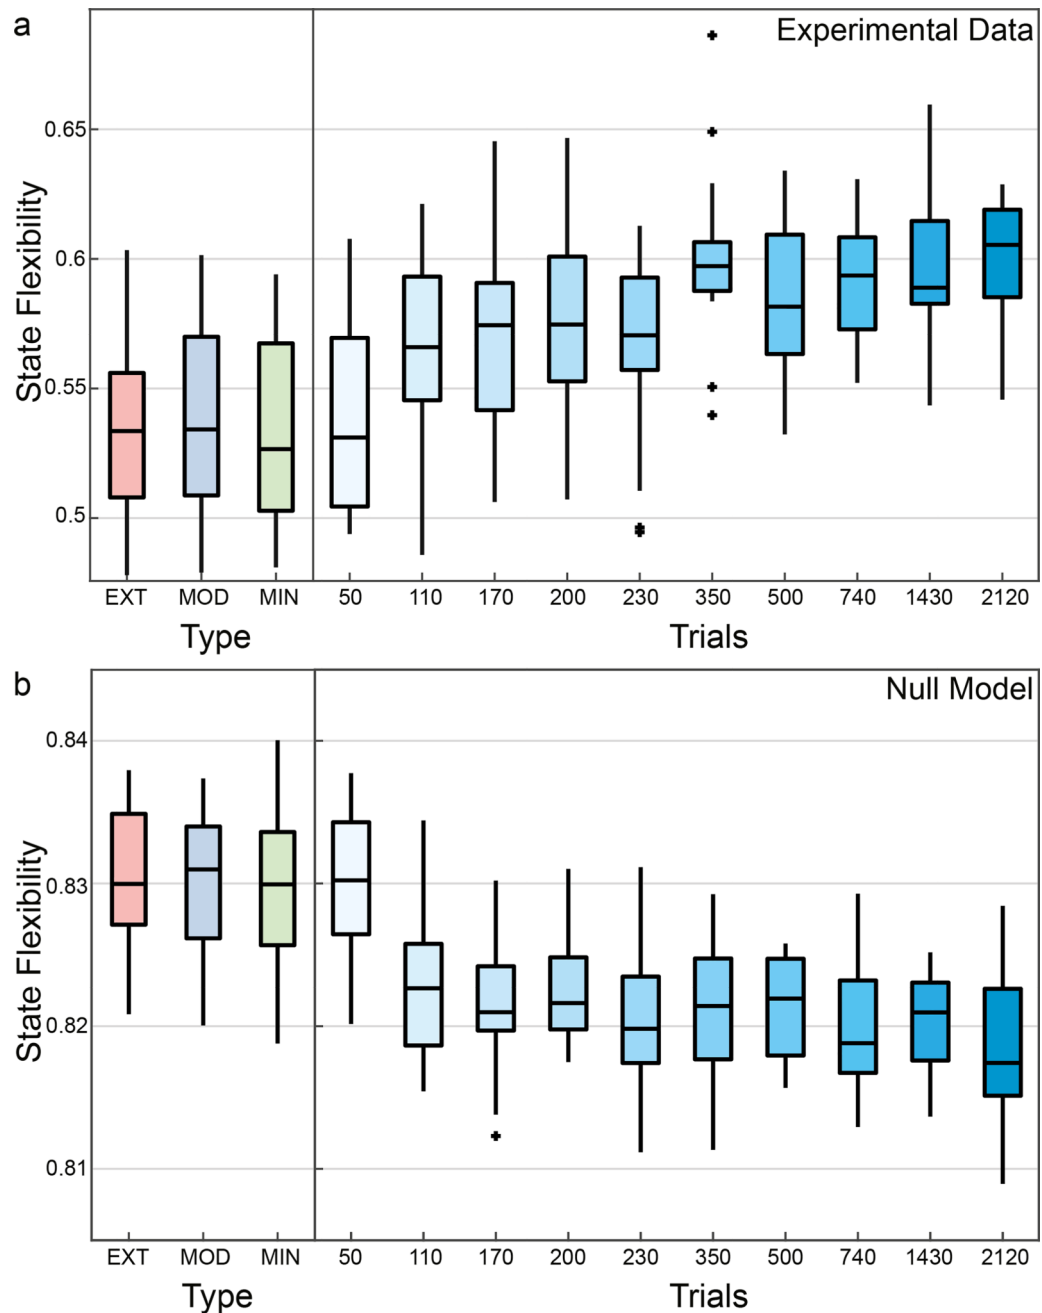 a
Experimental Data
State Flexibility
0.65
0.6
0.55
0.5
EXT MOD MIN 50 110 170 200 230 350 500 740 1430 2120
Type Trials
b
Null Model
State Flexibility
0.84
0.83
0.82
0.81
EXT MOD MIN 50 110 170 200 230 350 500 740 1430 2120
Type Trials